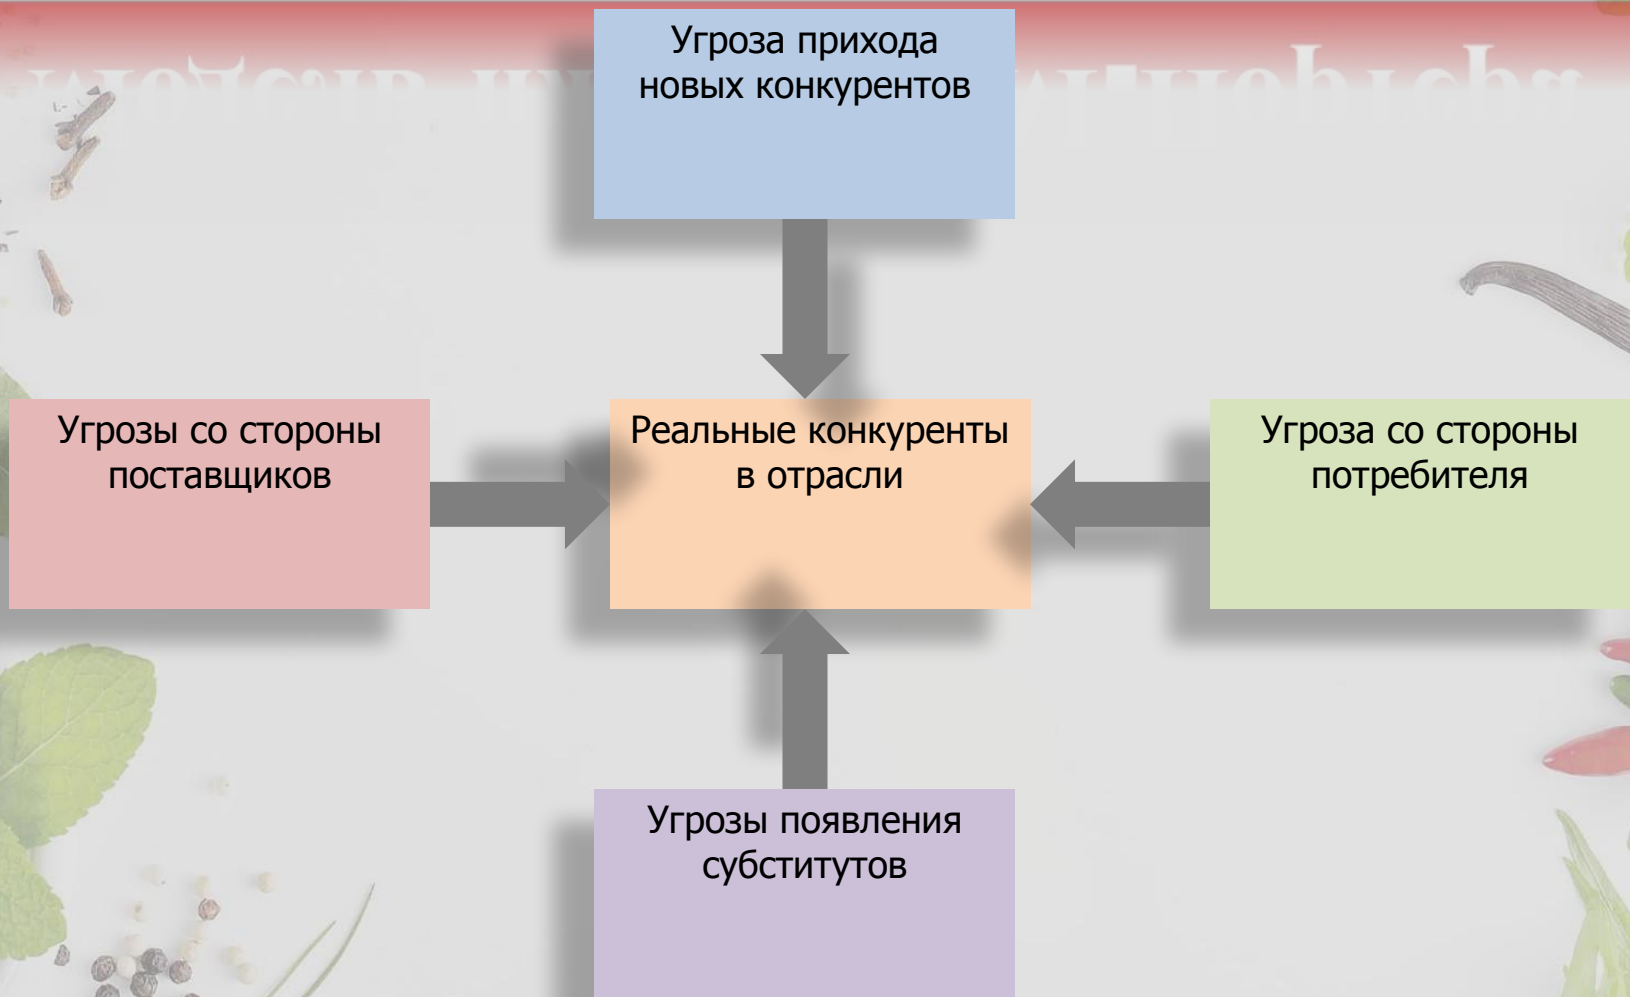 Угроза прихода
новых конкурентов
Угрозы со стороны
поставщиков
Реальные конкуренты
в отрасли
Угроза со стороны
потребителя
Угрозы появления
субститутов